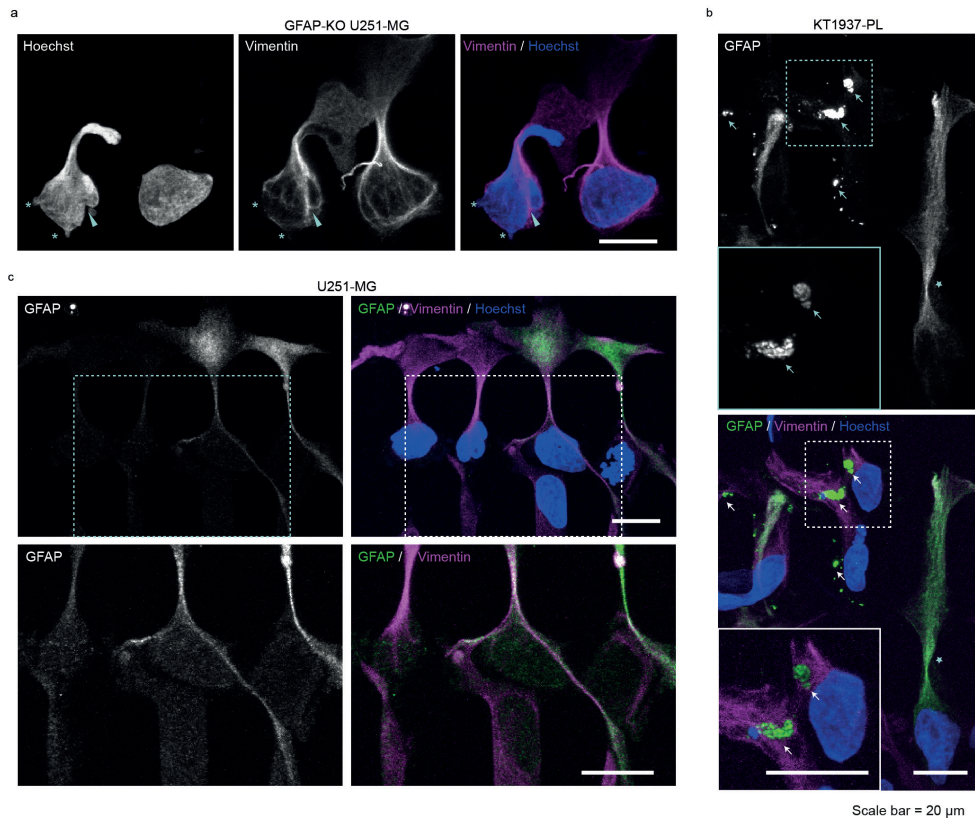 a
GFAP-KO U251-MG
Hoechst
Vimentin
Vimentin / Hoechst
*
*
*
*
*
*
b
KT1937-PL
GFAP
*
GFAP / Vimentin / Hoechst
*
c
U251-MG
GFAP
GFAP / Vimentin / Hoechst
GFAP
GFAP / Vimentin
Scale bar = 20 µm